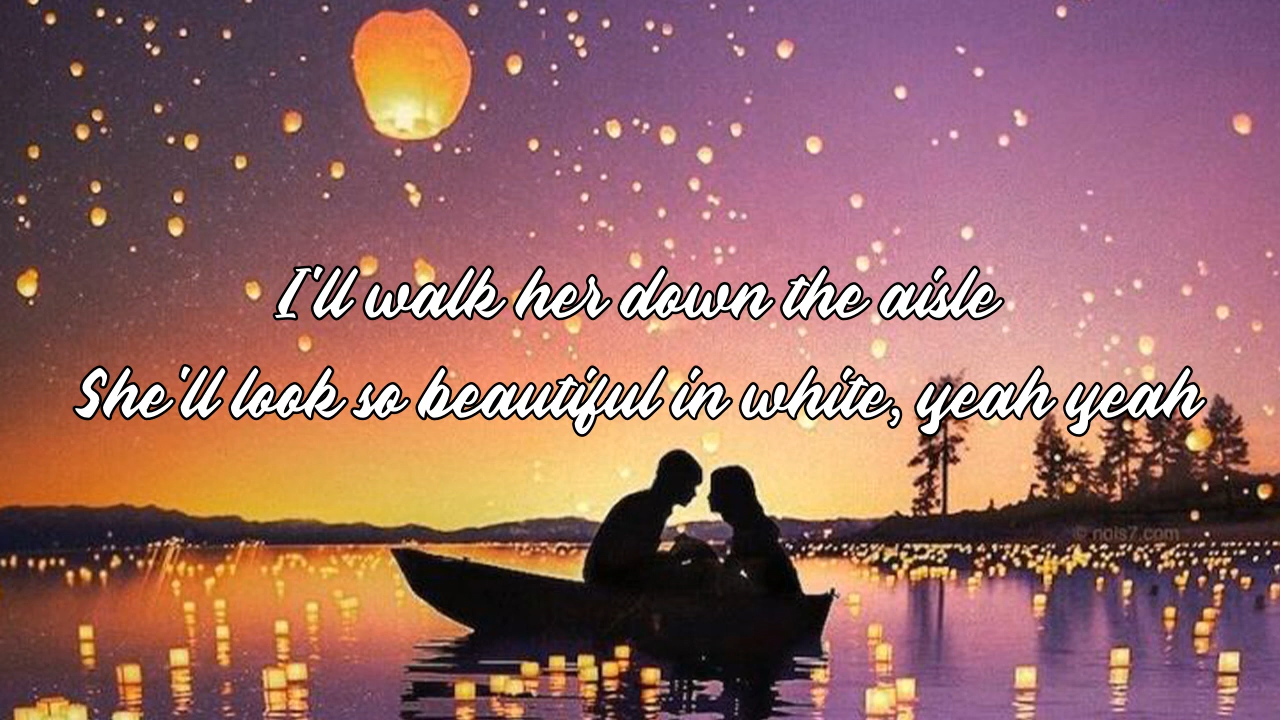 I'll walk her down the aisle
She'll look so beautiful in white, yeah yeah
© nois7.com